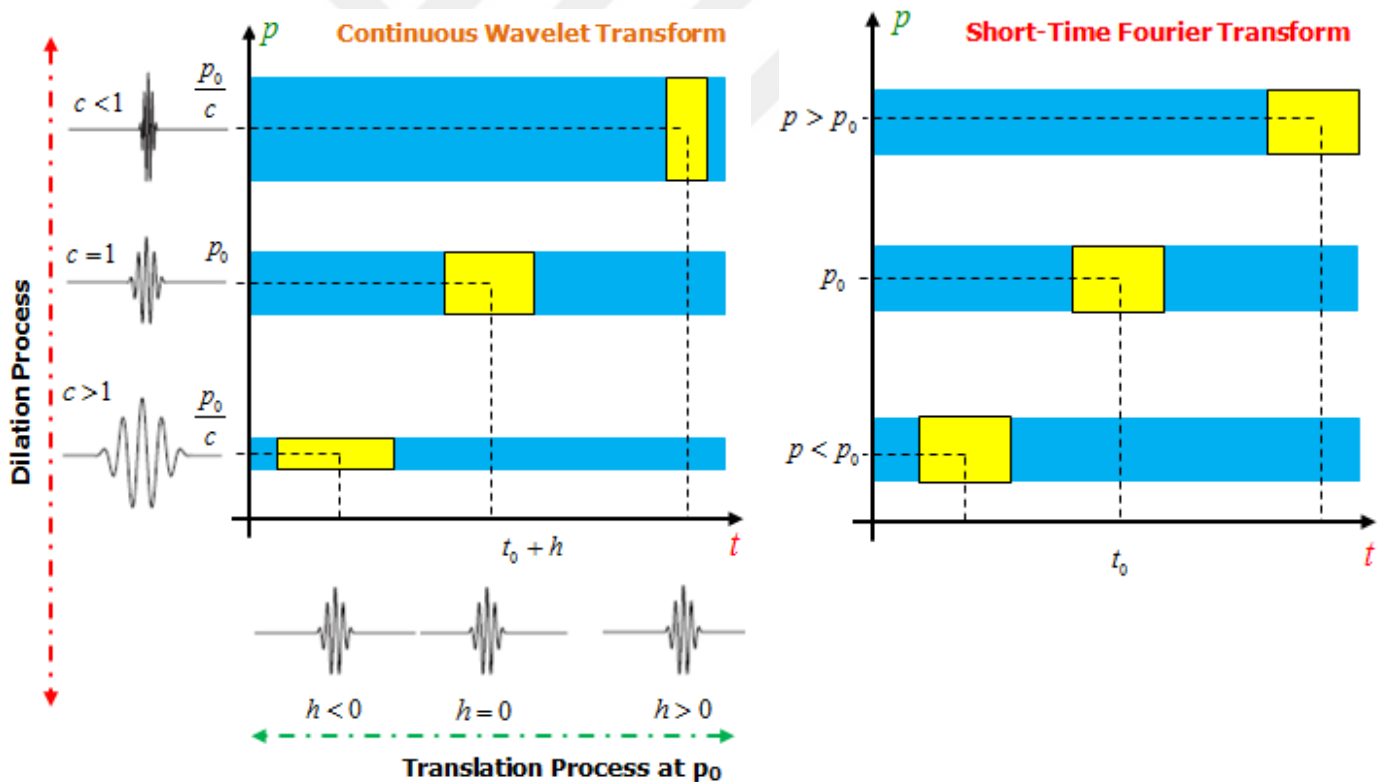 p
Continuous Wavelet Transform
c < 1
p₀/c
c = 1
p₀
c > 1
p₀/c
Dilation Process
t₀ + h
t
h < 0
h = 0
h > 0
Translation Process at p₀
p
Short-Time Fourier Transform
p > p₀
p₀
p < p₀
t₀
t